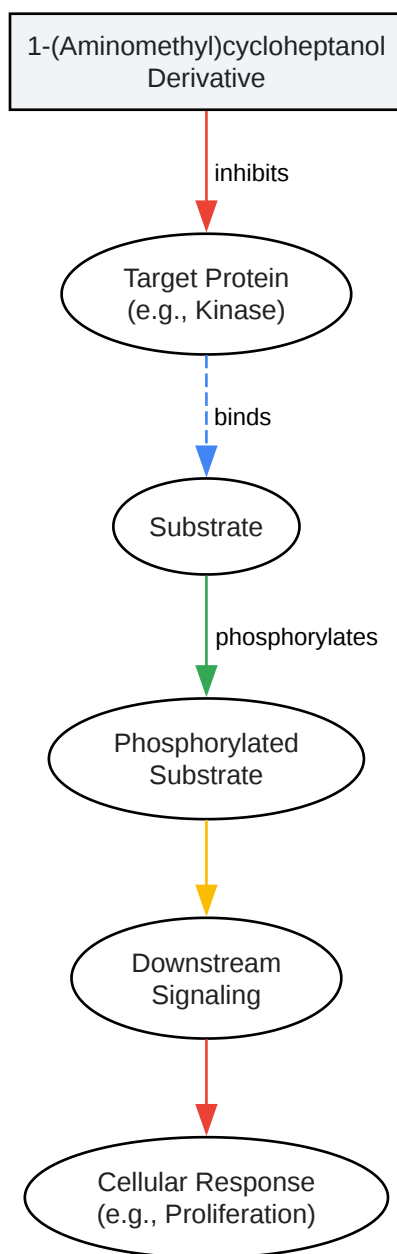 1-(Aminomethyl)cycloheptanol
Derivative
inhibits
Target Protein
(e.g., Kinase)
binds
Substrate
phosphorylates
Phosphorylated
Substrate
Downstream
Signaling
Cellular Response
(e.g., Proliferation)